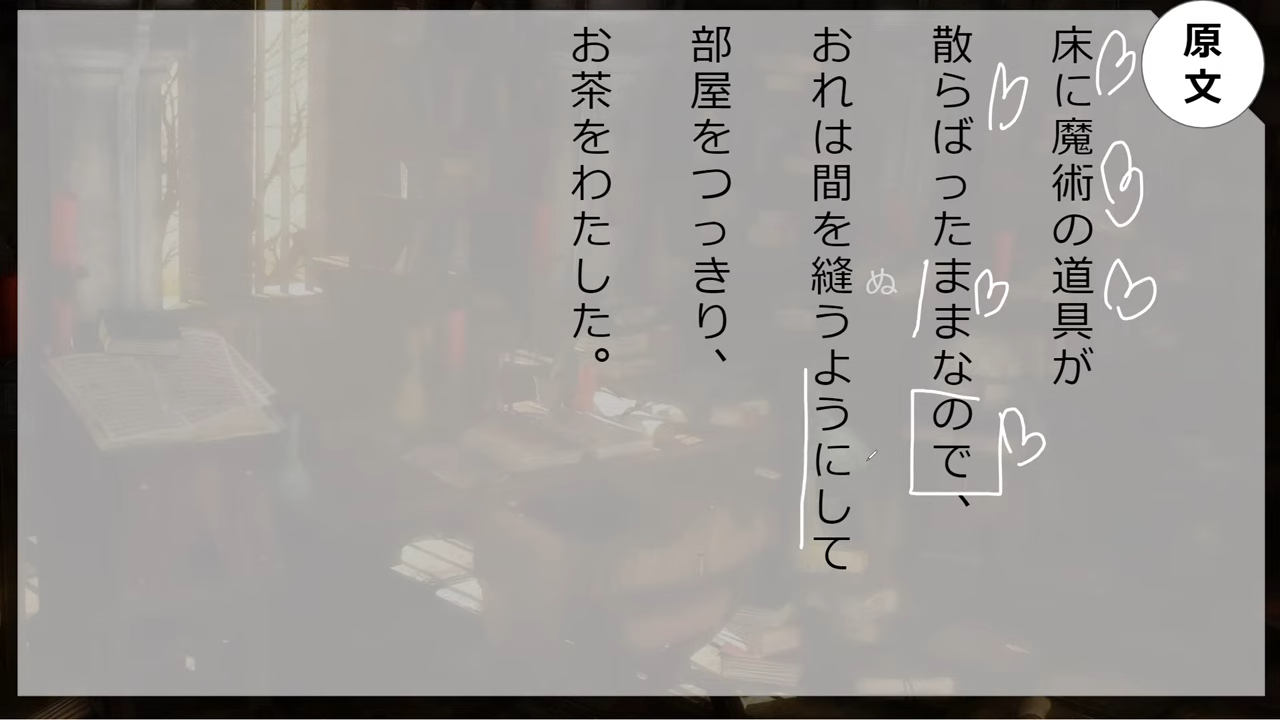 原文
床に魔術の道具が
散らばったままなので、
おれは間を縫うようにして
ぬ
部屋をつっきり、
お茶をわたした。